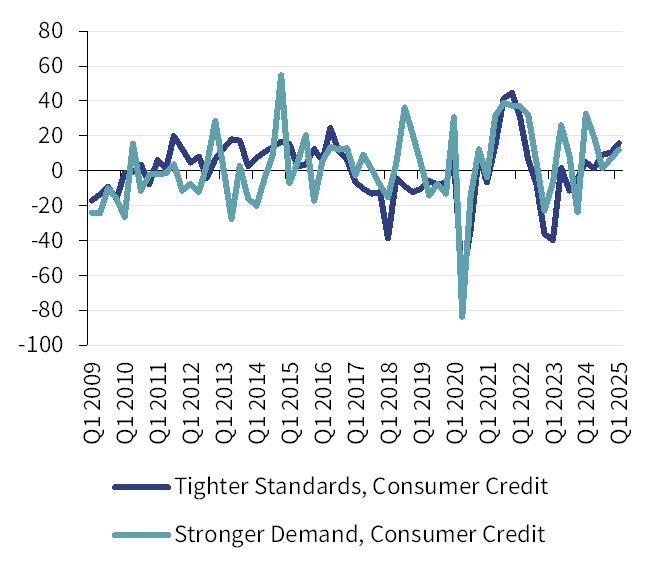 80
60
40
20
0
-20
-40
-60
-80
-100
Q1 2009
Q1 2010
Q1 2011
Q1 2012
Q1 2013
Q1 2014
Q1 2015
Q1 2016
Q1 2017
Q1 2018
Q1 2019
Q1 2020
Q1 2021
Q1 2022
Q1 2023
Q1 2024
Q1 2025
Tighter Standards, Consumer Credit
Stronger Demand, Consumer Credit